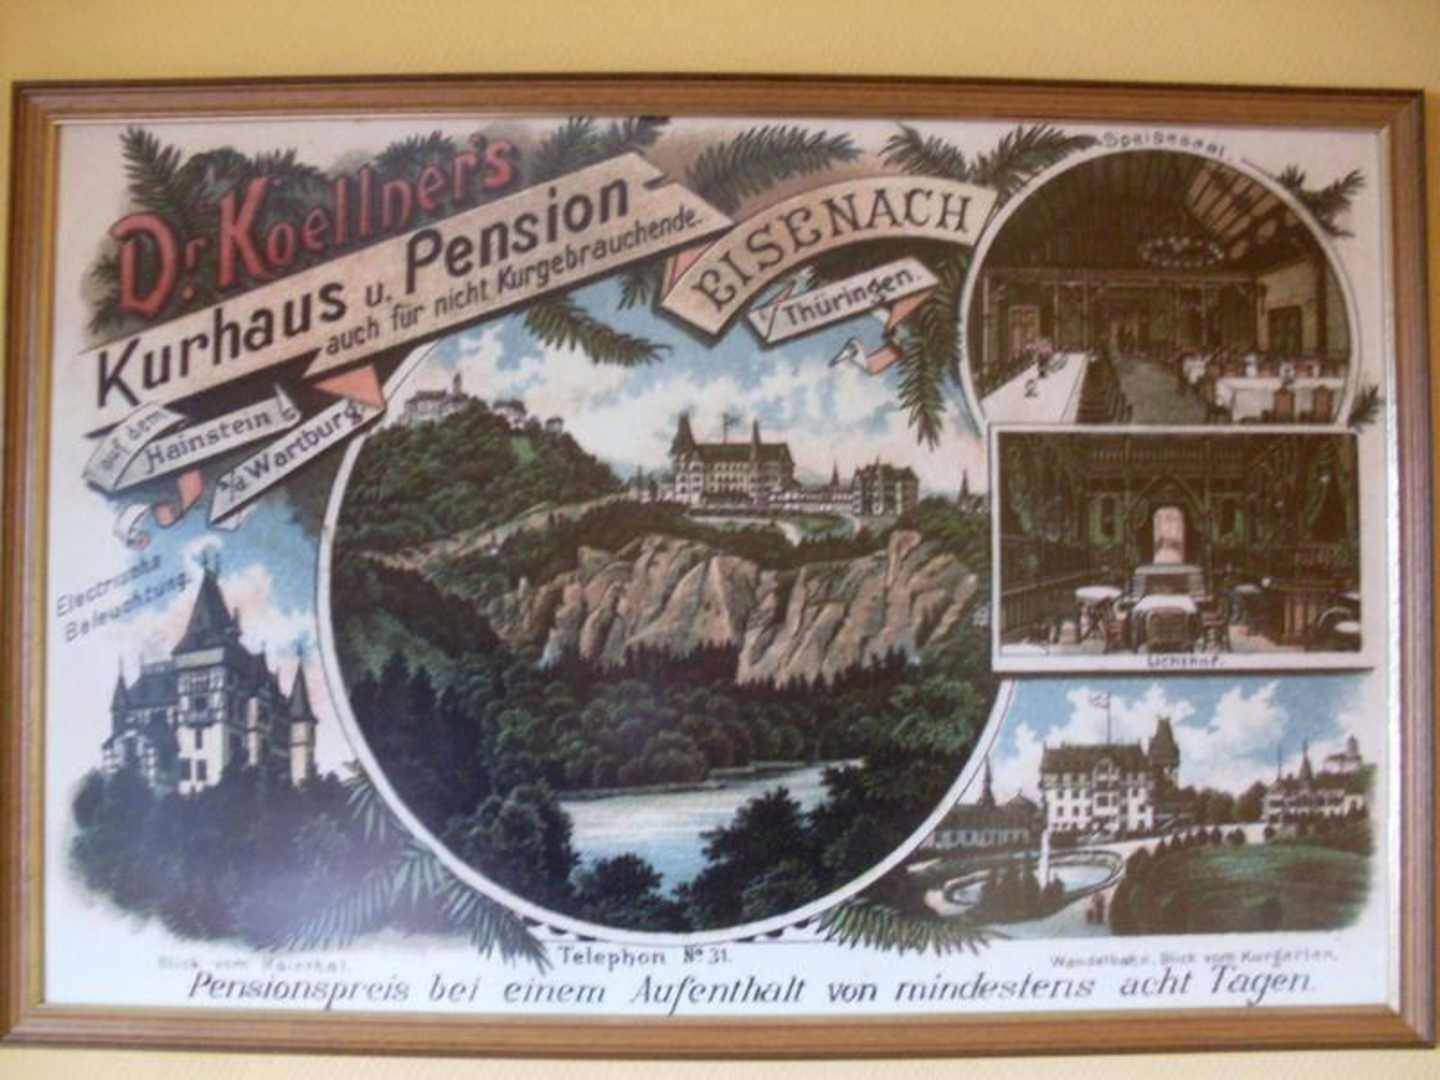 Dr. Koellner's
Kurhaus u. Pension
auch für nicht Kurgebrauchende.
EISENACH
i. Thüringen.
auf dem
Hainstein
a/d Wartburg.
Speisesaal.
Electrische
Beleuchtung.
Lichthof.
Blick vom Hainthal.
Telephon No 31.
Wandelbahn, Blick vom Kurgarten.
Pensionspreis bei einem Aufenthalt von mindestens acht Tagen.